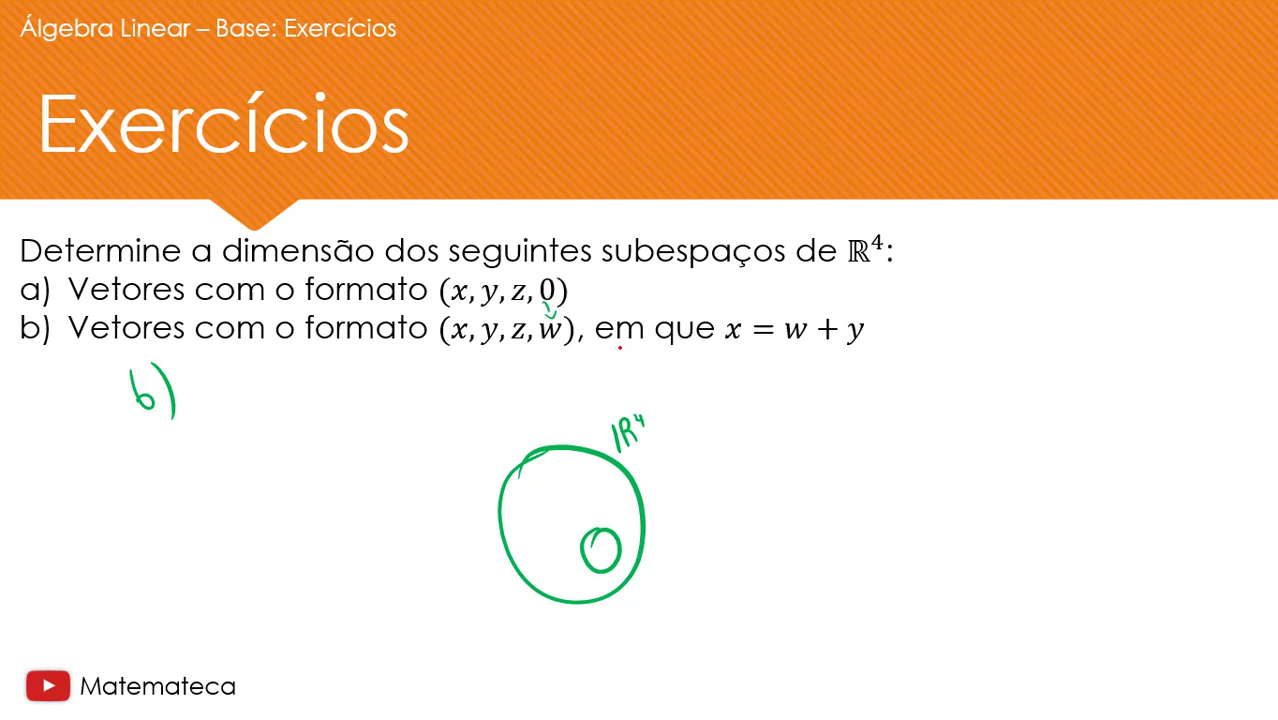 Álgebra Linear – Base: Exercícios
Exercícios
Determine a dimensão dos seguintes subespaços de ℝ⁴:
a) Vetores com o formato (𝑥, 𝑦, 𝑧, 0)
b) Vetores com o formato (𝑥, 𝑦, 𝑧, 𝑤), em que 𝑥 = 𝑤 + 𝑦
b)
ℝ⁴
Matemateca